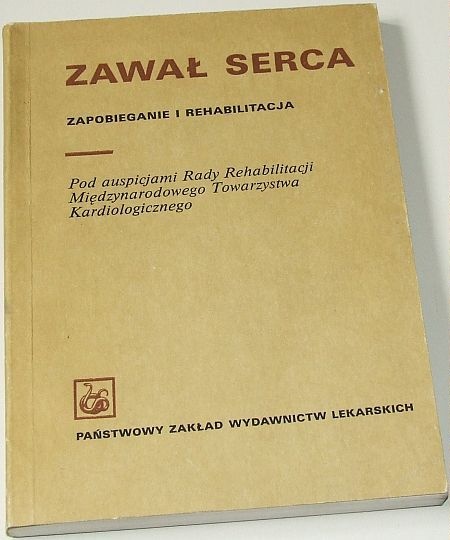 ZAWAŁ SERCA
ZAPOBIEGANIE I REHABILITACJA
Pod auspicjami Rady Rehabilitacji
Międzynarodowego Towarzystwa
Kardiologicznego
PAŃSTWOWY ZAKŁAD WYDAWNICTW LEKARSKICH